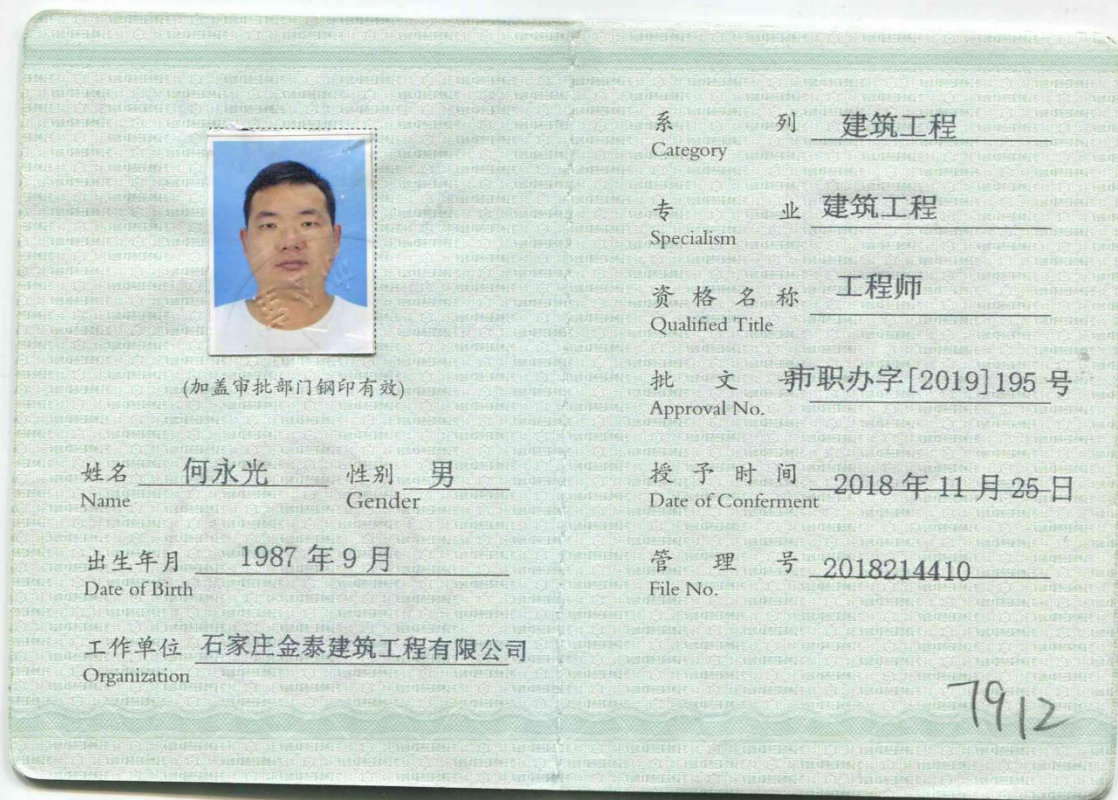 (加盖审批部门钢印有效)
姓名 何永光 性别 男
Name Gender
出生年月 1987年9月
Date of Birth
工作单位 石家庄金泰建筑工程有限公司
Organization
系列 建筑工程
Category
专业 建筑工程
Specialism
资格名称 工程师
Qualified Title
批文号 市职办字[2019]195号
Approval No.
授予时间 2018年11月25日
Date of Conferment
管理号 2018214410
File No.
7912